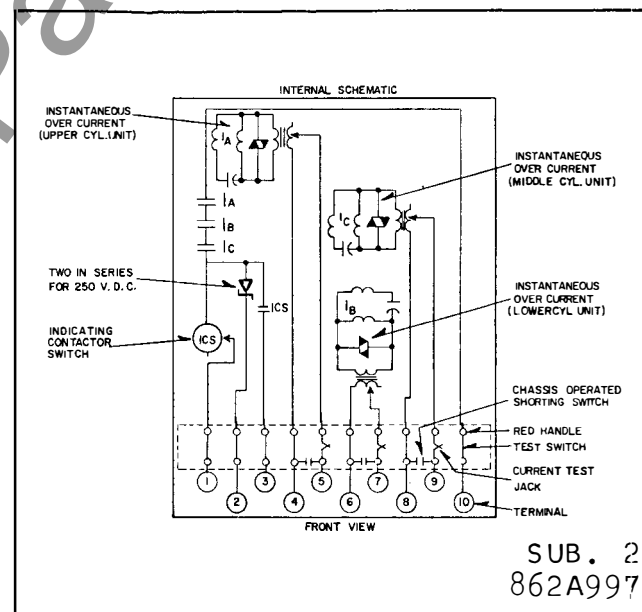 INTERNAL SCHEMATIC
INSTANTANEOUS
OVER CURRENT
(UPPER CYL.UNIT)
IA
IA
IB
IC
INSTANTANEOUS
OVER CURRENT
(MIDDLE CYL. UNIT)
IC
TWO IN SERIES
FOR 250 V. D.C.
ICS
IB
INSTANTANEOUS
OVER CURRENT
(LOWERCYL UNIT)
INDICATING
CONTACTOR
SWITCH
ICS
CHASSIS OPERATED
SHORTING SWITCH
RED HANDLE
TEST SWITCH
CURRENT TEST
JACK
TERMINAL
1 2 3 4 5 6 7 8 9 10
FRONT VIEW
SUB. 2
862A997